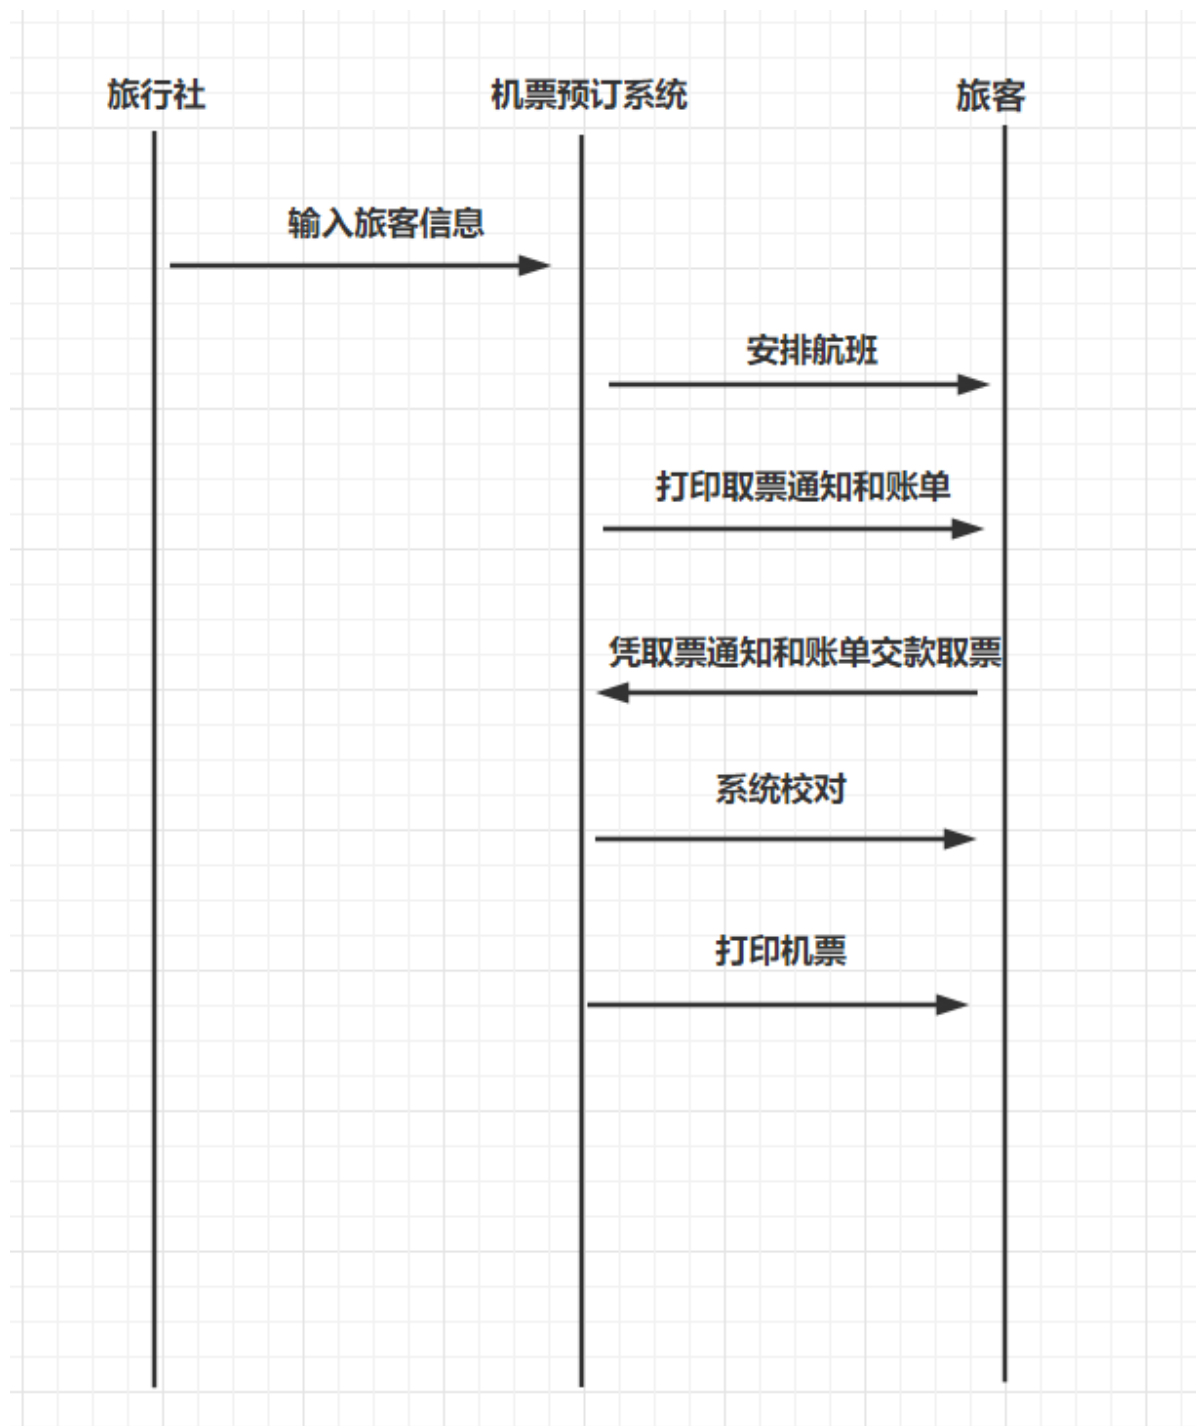 旅行社
机票预订系统
旅客
输入旅客信息
安排航班
打印取票通知和账单
凭取票通知和账单交款取票
系统校对
打印机票